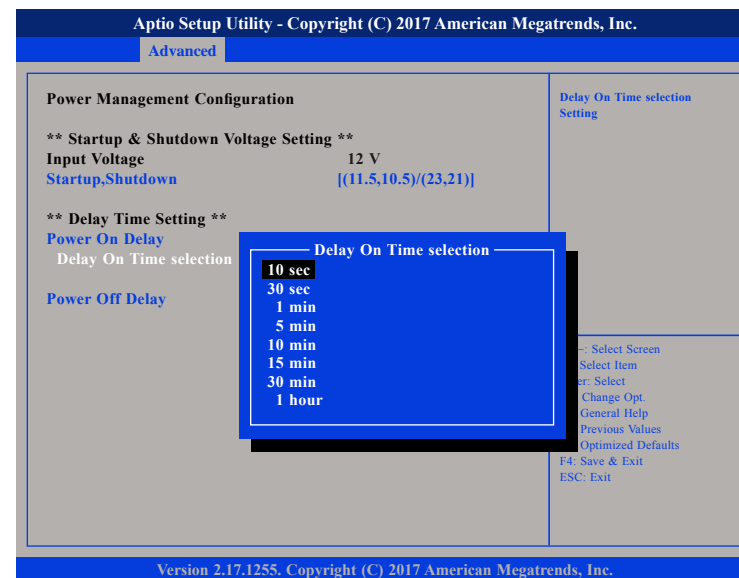 Aptio Setup Utility - Copyright (C) 2017 American Megatrends, Inc.
Advanced
Power Management Configuration
** Startup & Shutdown Voltage Setting **
Input Voltage 12 V
Startup,Shutdown [(11.5,10.5)/(23,21)]
** Delay Time Setting **
Power On Delay
Delay On Time selection
Power Off Delay
Delay On Time selection
10 sec
30 sec
1 min
5 min
10 min
15 min
30 min
1 hour
Delay On Time selection
Setting
: Select Screen
Select Item
: Select
Change Opt.
General Help
Previous Values
Optimized Defaults
F4: Save & Exit
ESC: Exit
Version 2.17.1255. Copyright (C) 2017 American Megatrends, Inc.